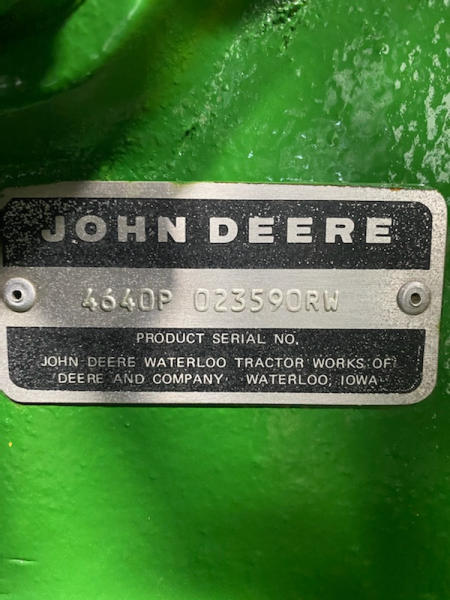 JOHN DEERE
4640P 023590RW
PRODUCT SERIAL NO.
JOHN DEERE WATERLOO TRACTOR WORKS OF
DEERE AND COMPANY WATERLOO, IOWA